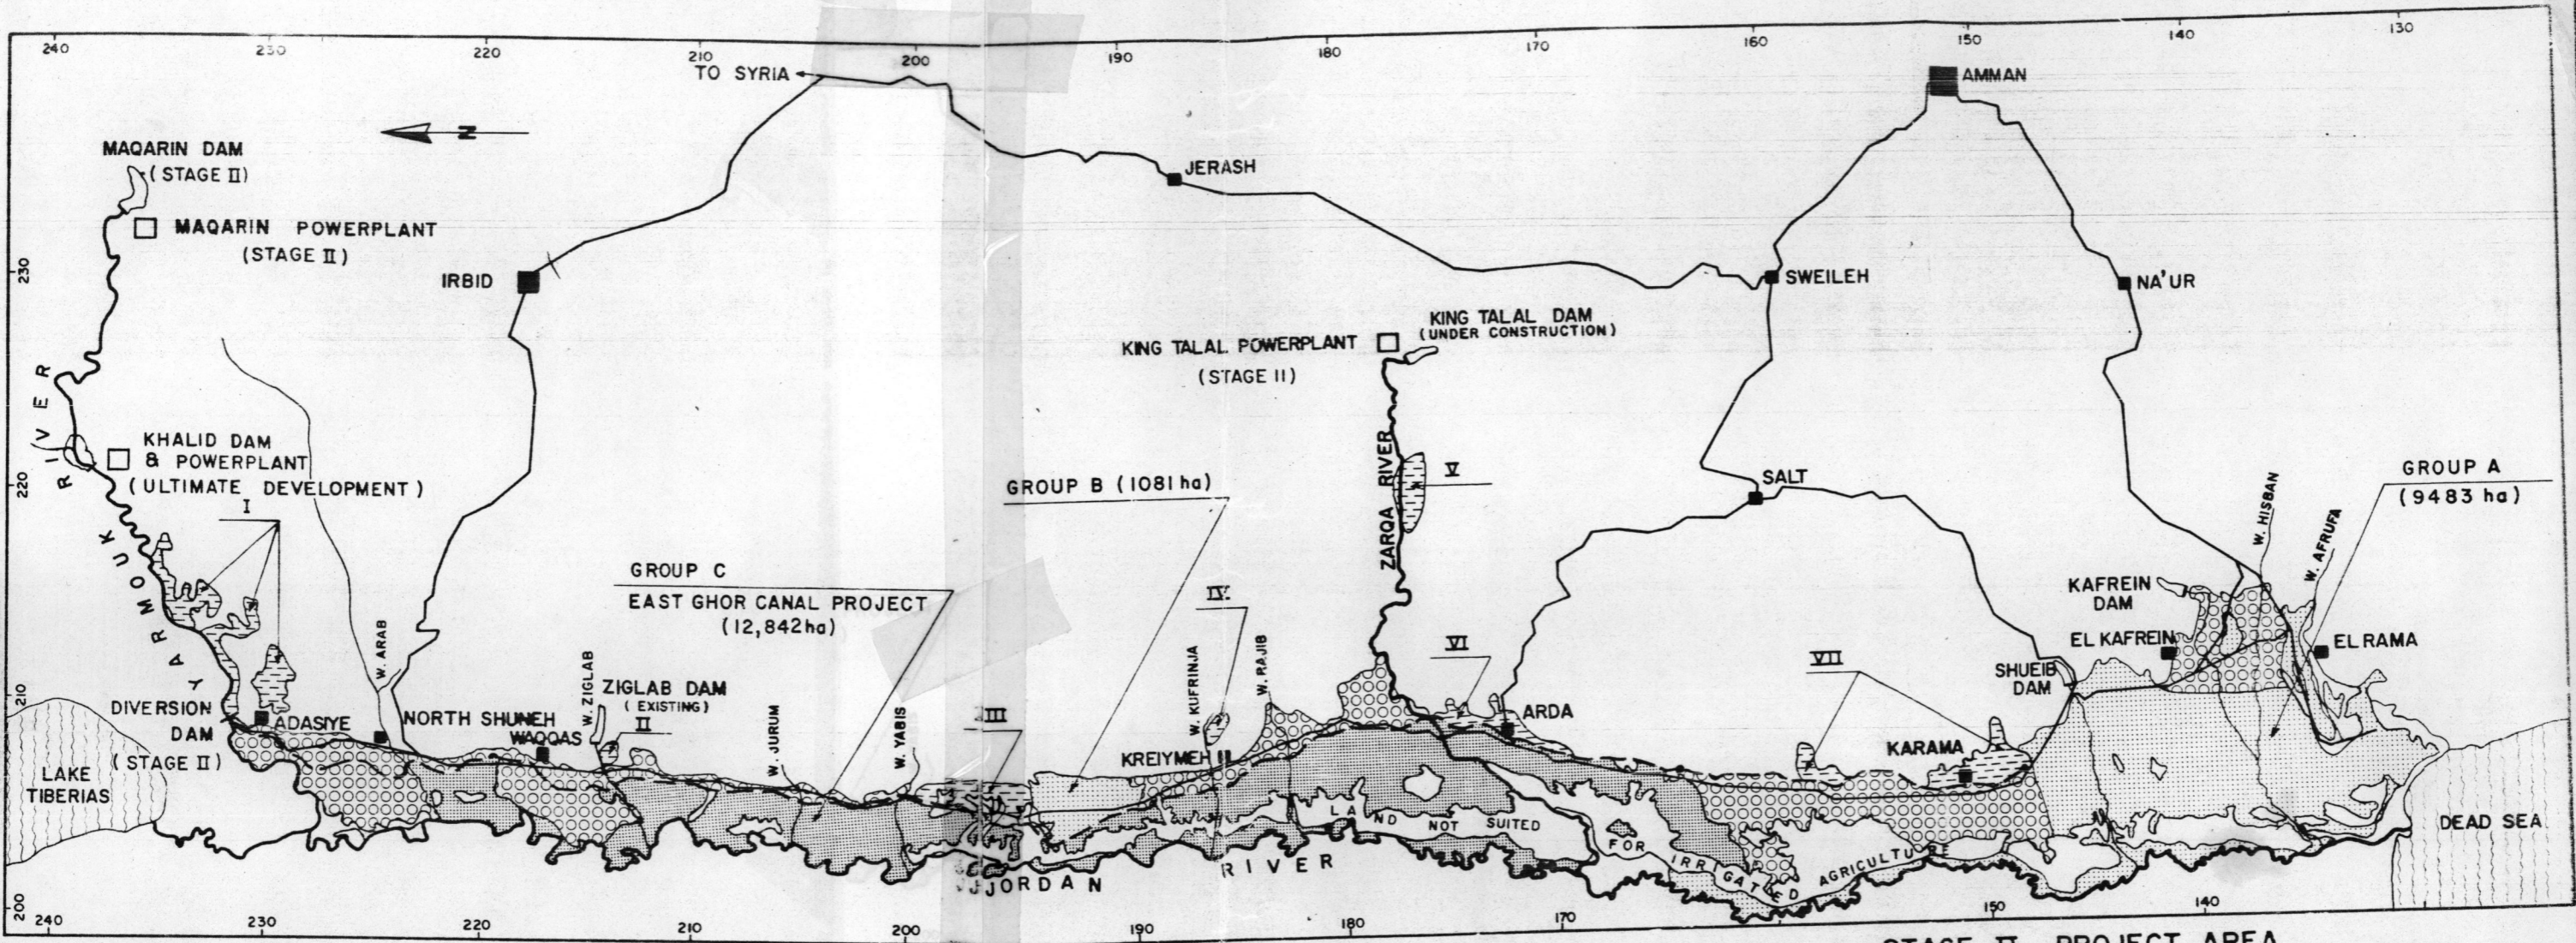 240
230
220
210
200
190
180
170
160
150
140
130
TO SYRIA
AMMAN
N
MAQARIN DAM
(STAGE II)
JERASH
MAQARIN POWERPLANT
(STAGE II)
230
IRBID
SWEILEH
NA'UR
KING TALAL DAM
(UNDER CONSTRUCTION)
KING TALAL POWERPLANT
(STAGE II)
YARMOUK RIVER
KHALID DAM
& POWERPLANT
(ULTIMATE DEVELOPMENT)
I
220
GROUP B (1081 ha)
ZARQA RIVER
V
SALT
GROUP A
(9483 ha)
W. HISBAN
W. AFRUFA
GROUP C
EAST GHOR CANAL PROJECT
(12,842ha)
IV
KAFREIN
DAM
EL KAFREIN
EL RAMA
W. ARAB
W. ZIGLAB
W. KUFRINJA
W. RAJIB
VI
VII
SHUEIB
DAM
210
DIVERSION
DAM
(STAGE II)
ADASIYE
NORTH SHUNEH
WAQQAS
ZIGLAB DAM
(EXISTING)
II
W. JURUM
W. YABIS
III
KREIYMEH
ARDA
KARAMA
LAKE
TIBERIAS
LAND NOT SUITED
FOR IRRIGATED AGRICULTURE
DEAD SEA
JORDAN RIVER
200
240
230
220
210
200
190
180
170
150
140
STAGE II PROJECT AREA